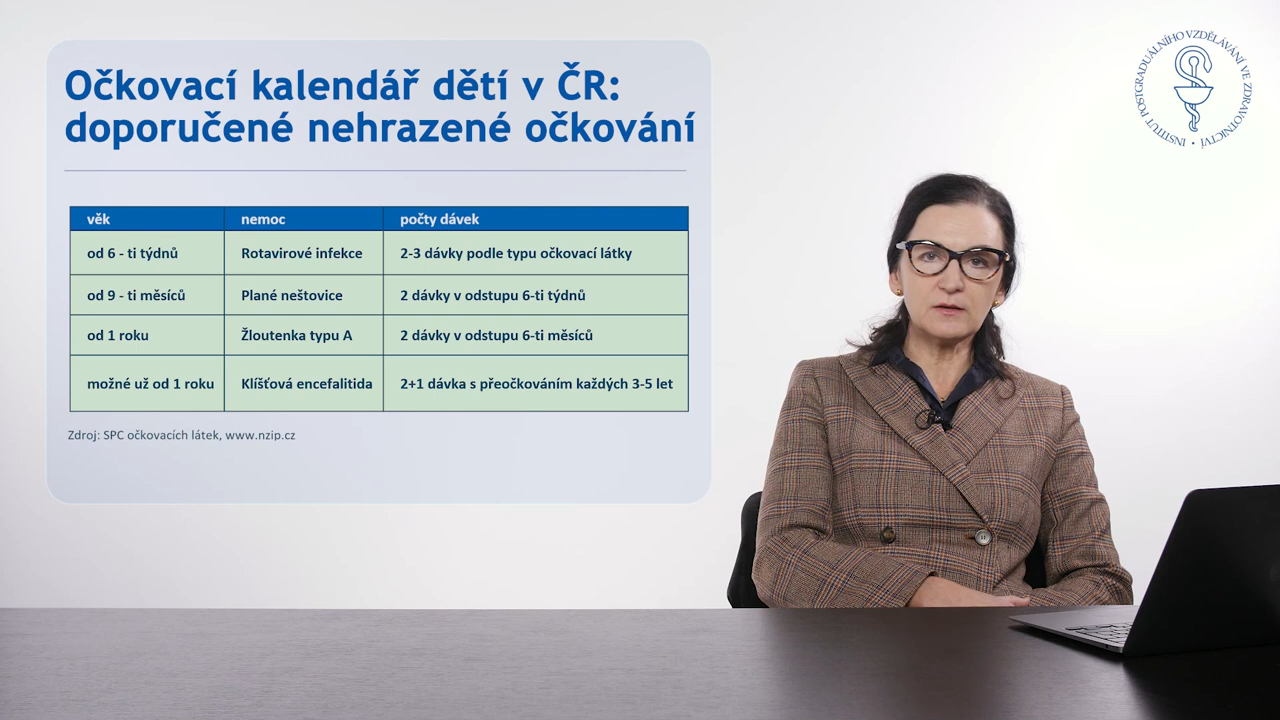 Očkovací kalendář dětí v ČR:
doporučené nehrazené očkování
věk nemoc počty dávek
od 6 - ti týdnů Rotavirové infekce 2-3 dávky podle typu očkovací látky
od 9 - ti měsíců Plané neštovice 2 dávky v odstupu 6-ti týdnů
od 1 roku Žloutenka typu A 2 dávky v odstupu 6-ti měsíců
možné už od 1 roku Klíšťová encefalitida 2+1 dávka s přeočkováním každých 3-5 let
Zdroj: SPC očkovacích látek, www.nzip.cz
INSTITUT POSTGRADUÁLNÍHO VZDĚLÁVÁNÍ VE ZDRAVOTNICTVÍ •